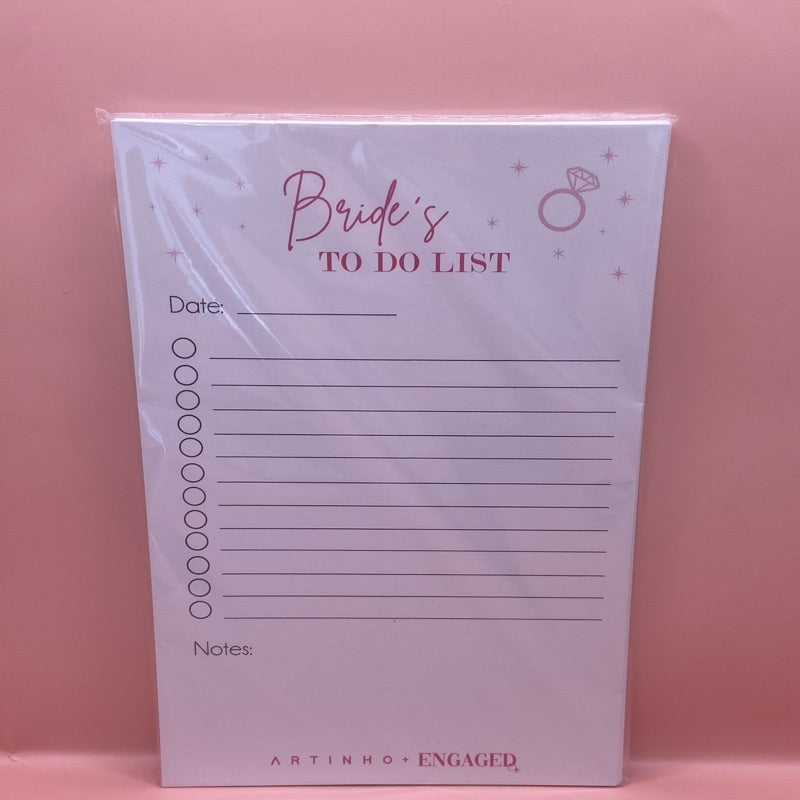 Bride's
TO DO LIST
Date:
Notes:
ARTINHO + ENGAGED